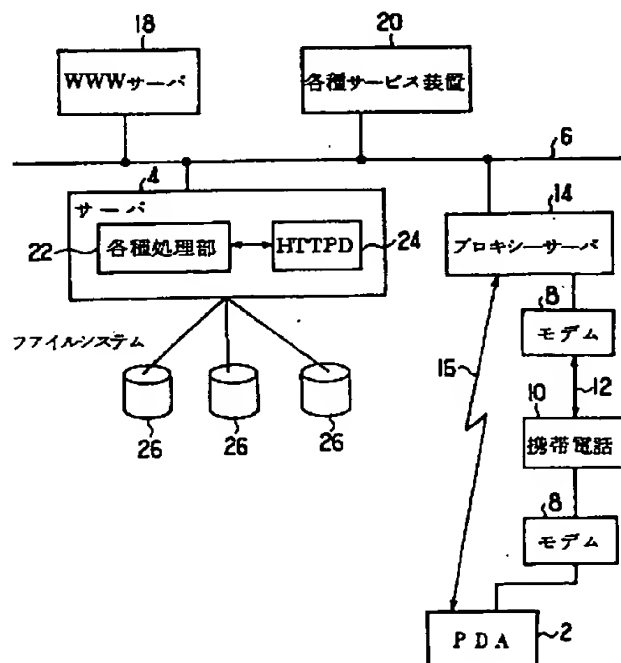 18
WWWサーバ
20
各種サービス装置
6
4
サーバ
22
各種処理部
HTTPD
24
14
プロキシーサーバ
8
モデム
ファイルシステム
16
10
12
携帯電話
26
26
26
8
モデム
PDA
2